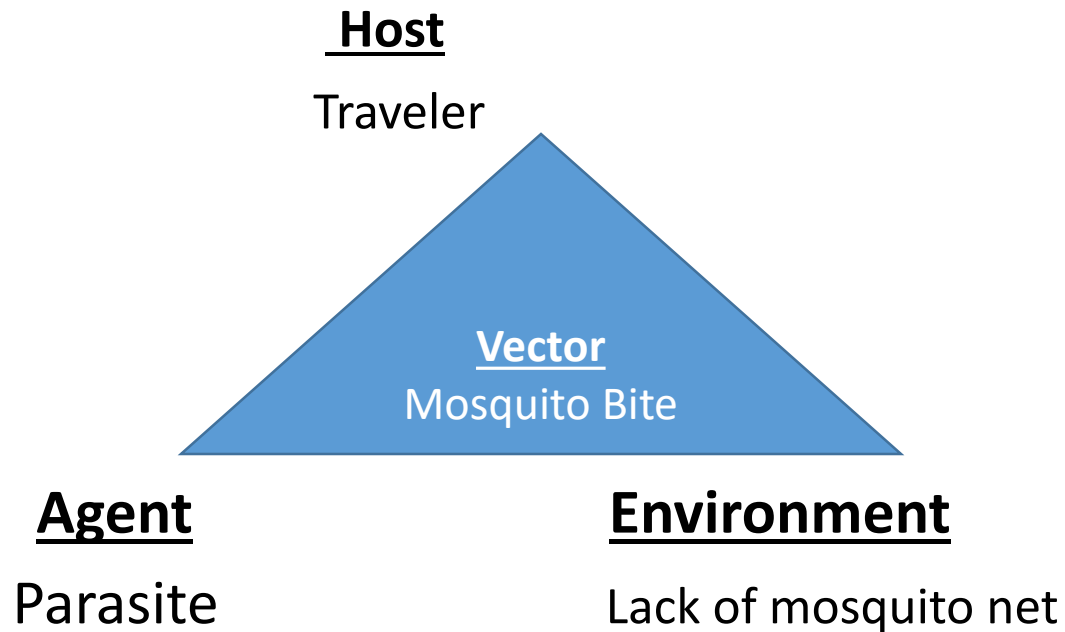 Host
Traveler
Vector
Mosquito Bite
Agent
Parasite
Environment
Lack of mosquito net